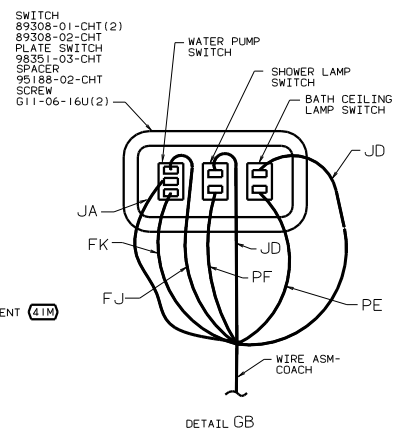 SWITCH
89308-01-CHT(2)
89308-02-CHT
PLATE SWITCH
98351-03-CHT
SPACER
95188-02-CHT
SCREW
G11-06-16U(2)
WATER PUMP
SWITCH
SHOWER LAMP
SWITCH
BATH CEILING
LAMP SWITCH
JD
JA
FK
JD
FJ
PF
PE
ENT 41M
WIRE ASM-
COACH
DETAIL GB